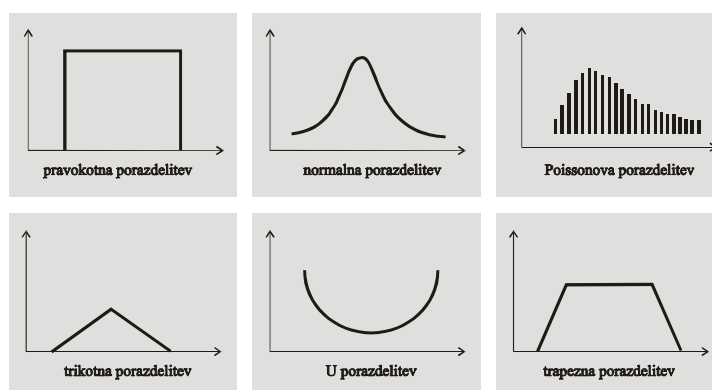 pravokotna porazdelitev
normalna porazdelitev
Poissonova porazdelitev
trikotna porazdelitev
U porazdelitev
trapezna porazdelitev